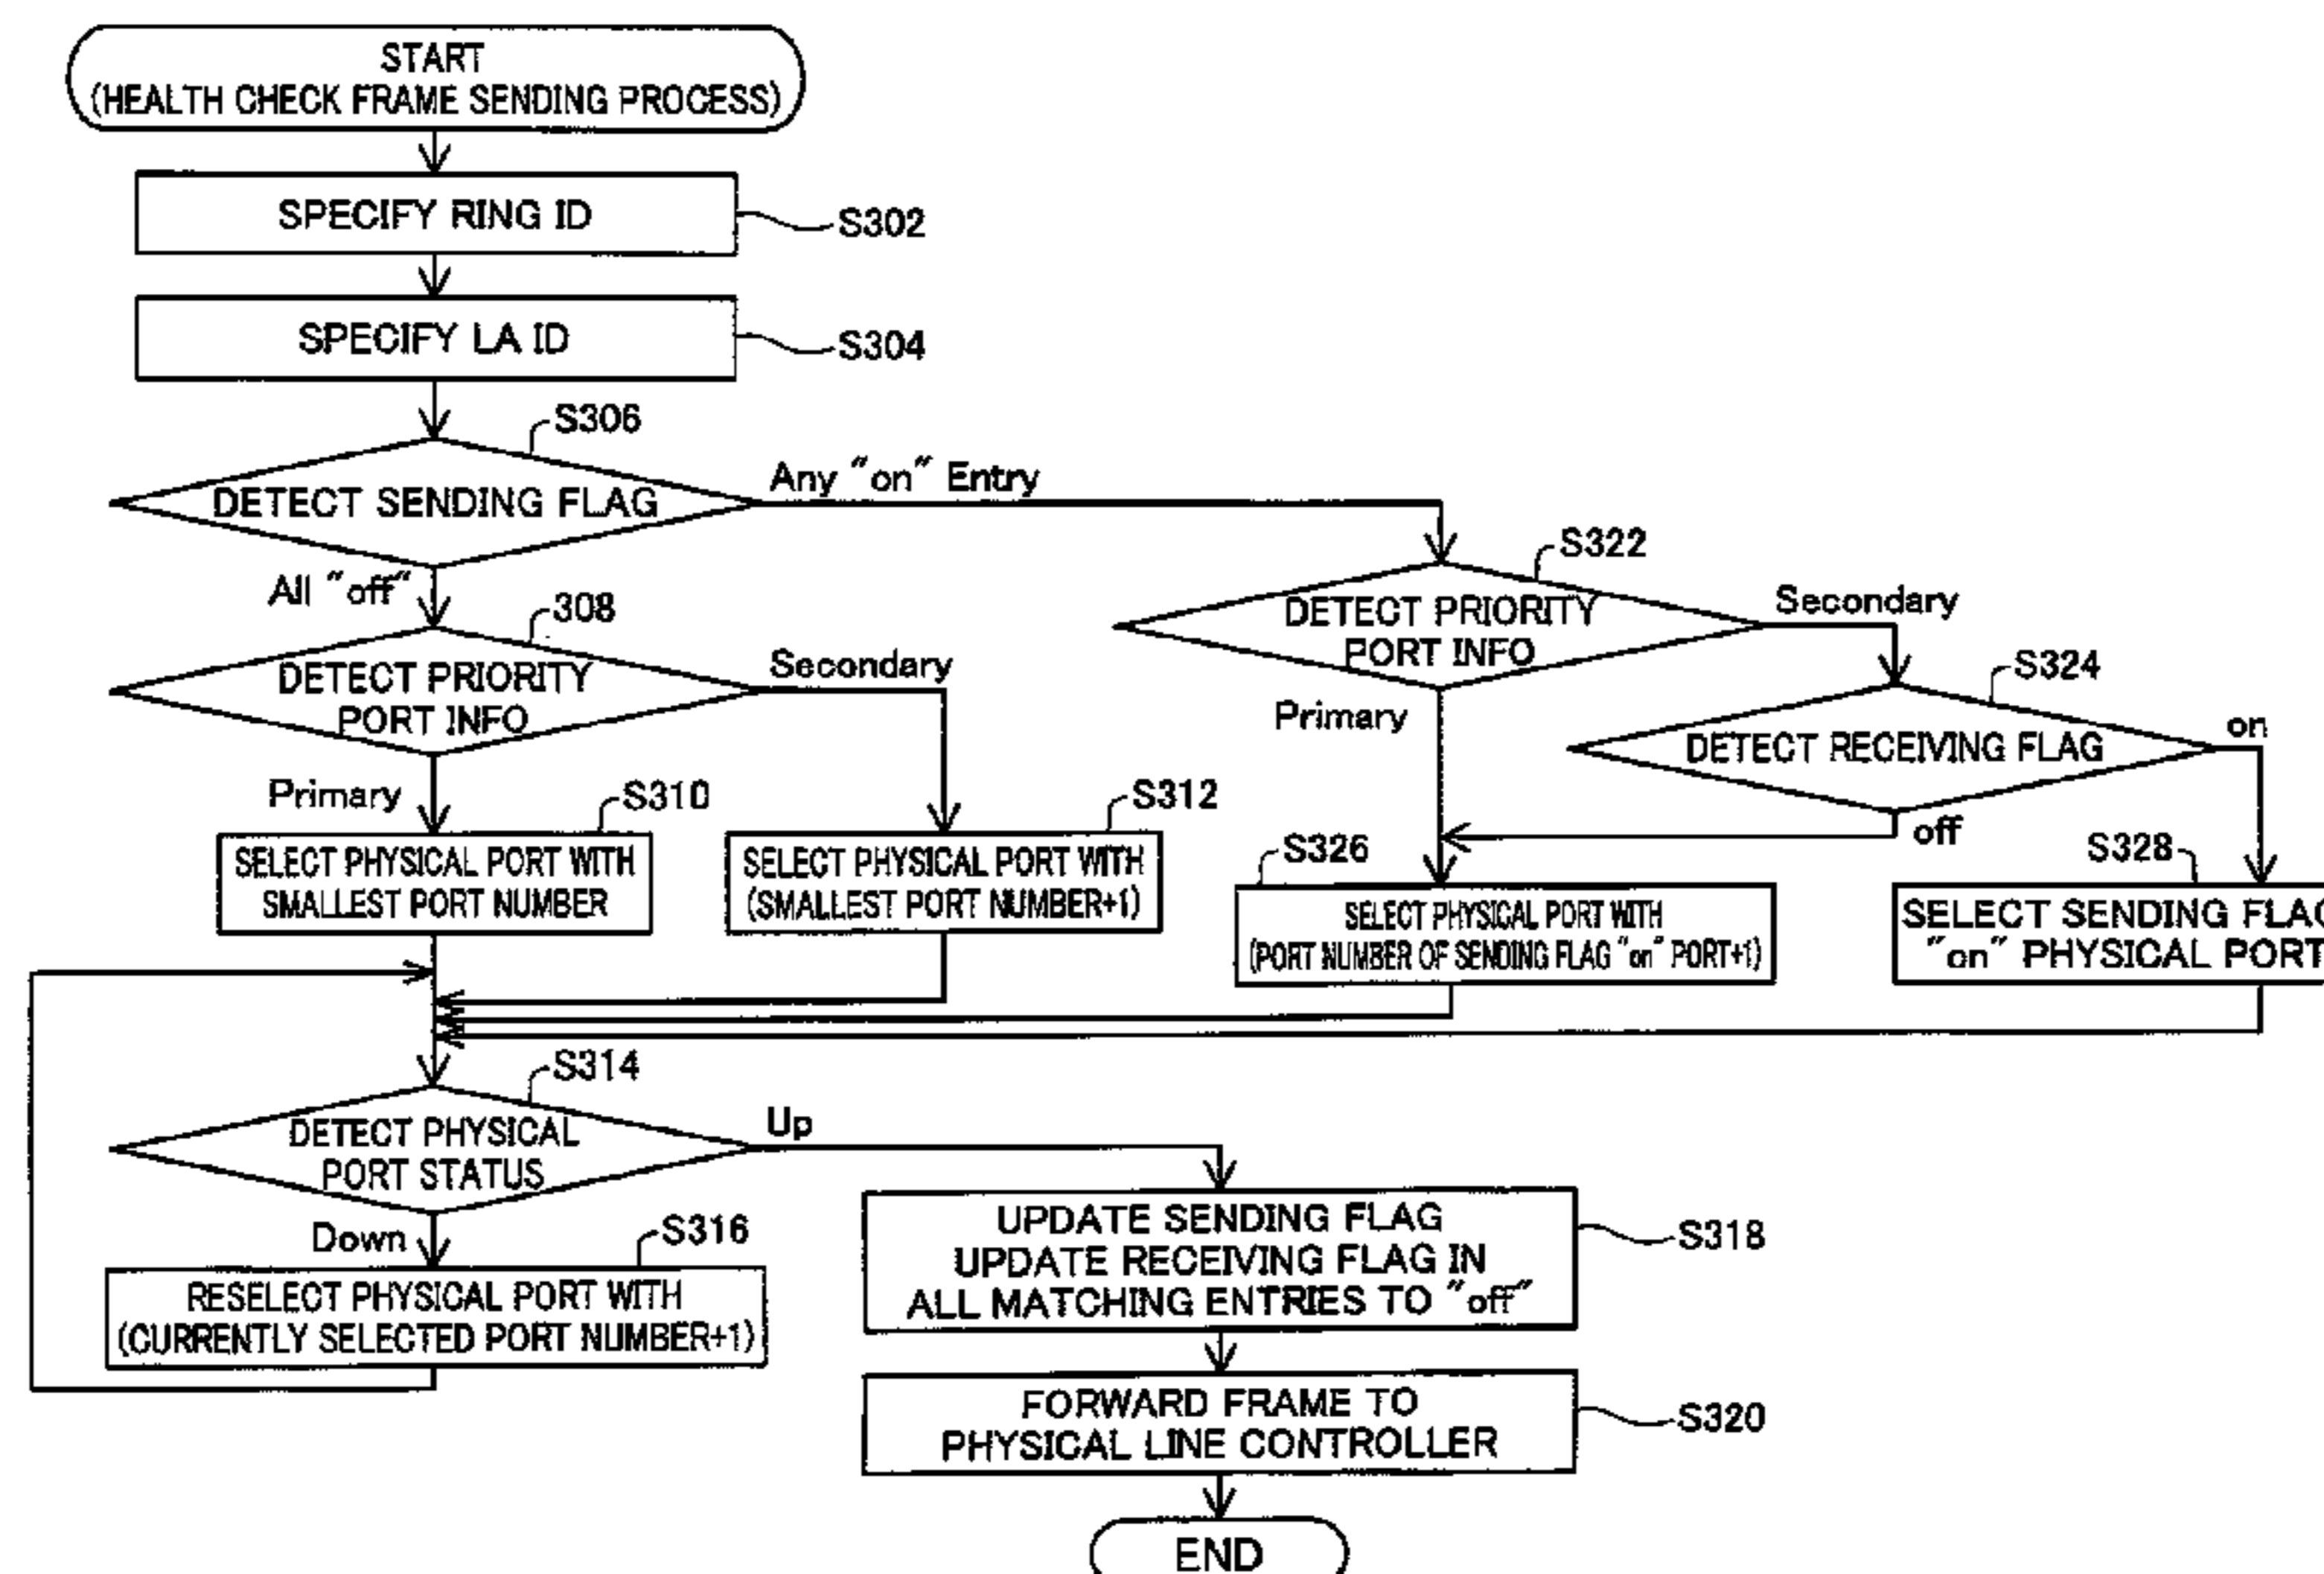 START
(HEALTH CHECK FRAME SENDING PROCESS)
SPECIFY RING ID
S302
SPECIFY LA ID
S304
S306
DETECT SENDING FLAG
Any "on" Entry
All "off"
308
DETECT PRIORITY
PORT INFO
Secondary
Primary
S310
SELECT PHYSICAL PORT WITH
SMALLEST PORT NUMBER
S312
SELECT PHYSICAL PORT WITH
(SMALLEST PORT NUMBER+1)
S322
DETECT PRIORITY
PORT INFO
Secondary
Primary
S324
DETECT RECEIVING FLAG
on
off
S326
SELECT PHYSICAL PORT WITH
(PORT NUMBER OF SENDING FLAG "on" PORT+1)
S328
SELECT SENDING FLAG
"on" PHYSICAL PORT
S314
DETECT PHYSICAL
PORT STATUS
Up
Down
S316
RESELECT PHYSICAL PORT WITH
(CURRENTLY SELECTED PORT NUMBER+1)
UPDATE SENDING FLAG
UPDATE RECEIVING FLAG IN
ALL MATCHING ENTRIES TO "off"
S318
FORWARD FRAME TO
PHYSICAL LINE CONTROLLER
S320
END